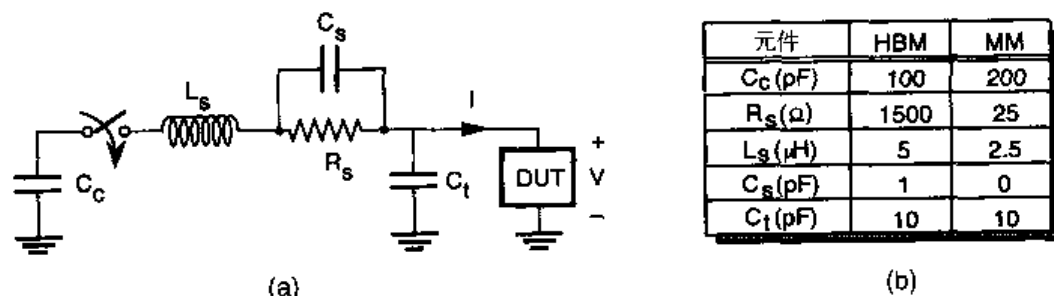 C_s
L_s
R_s
I
C_c
C_t
DUT
+
V
−
(a)
元件 HBM MM
C_c(pF) 100 200
R_s(Ω) 1500 25
L_s(μH) 5 2.5
C_s(pF) 1 0
C_t(pF) 10 10
(b)